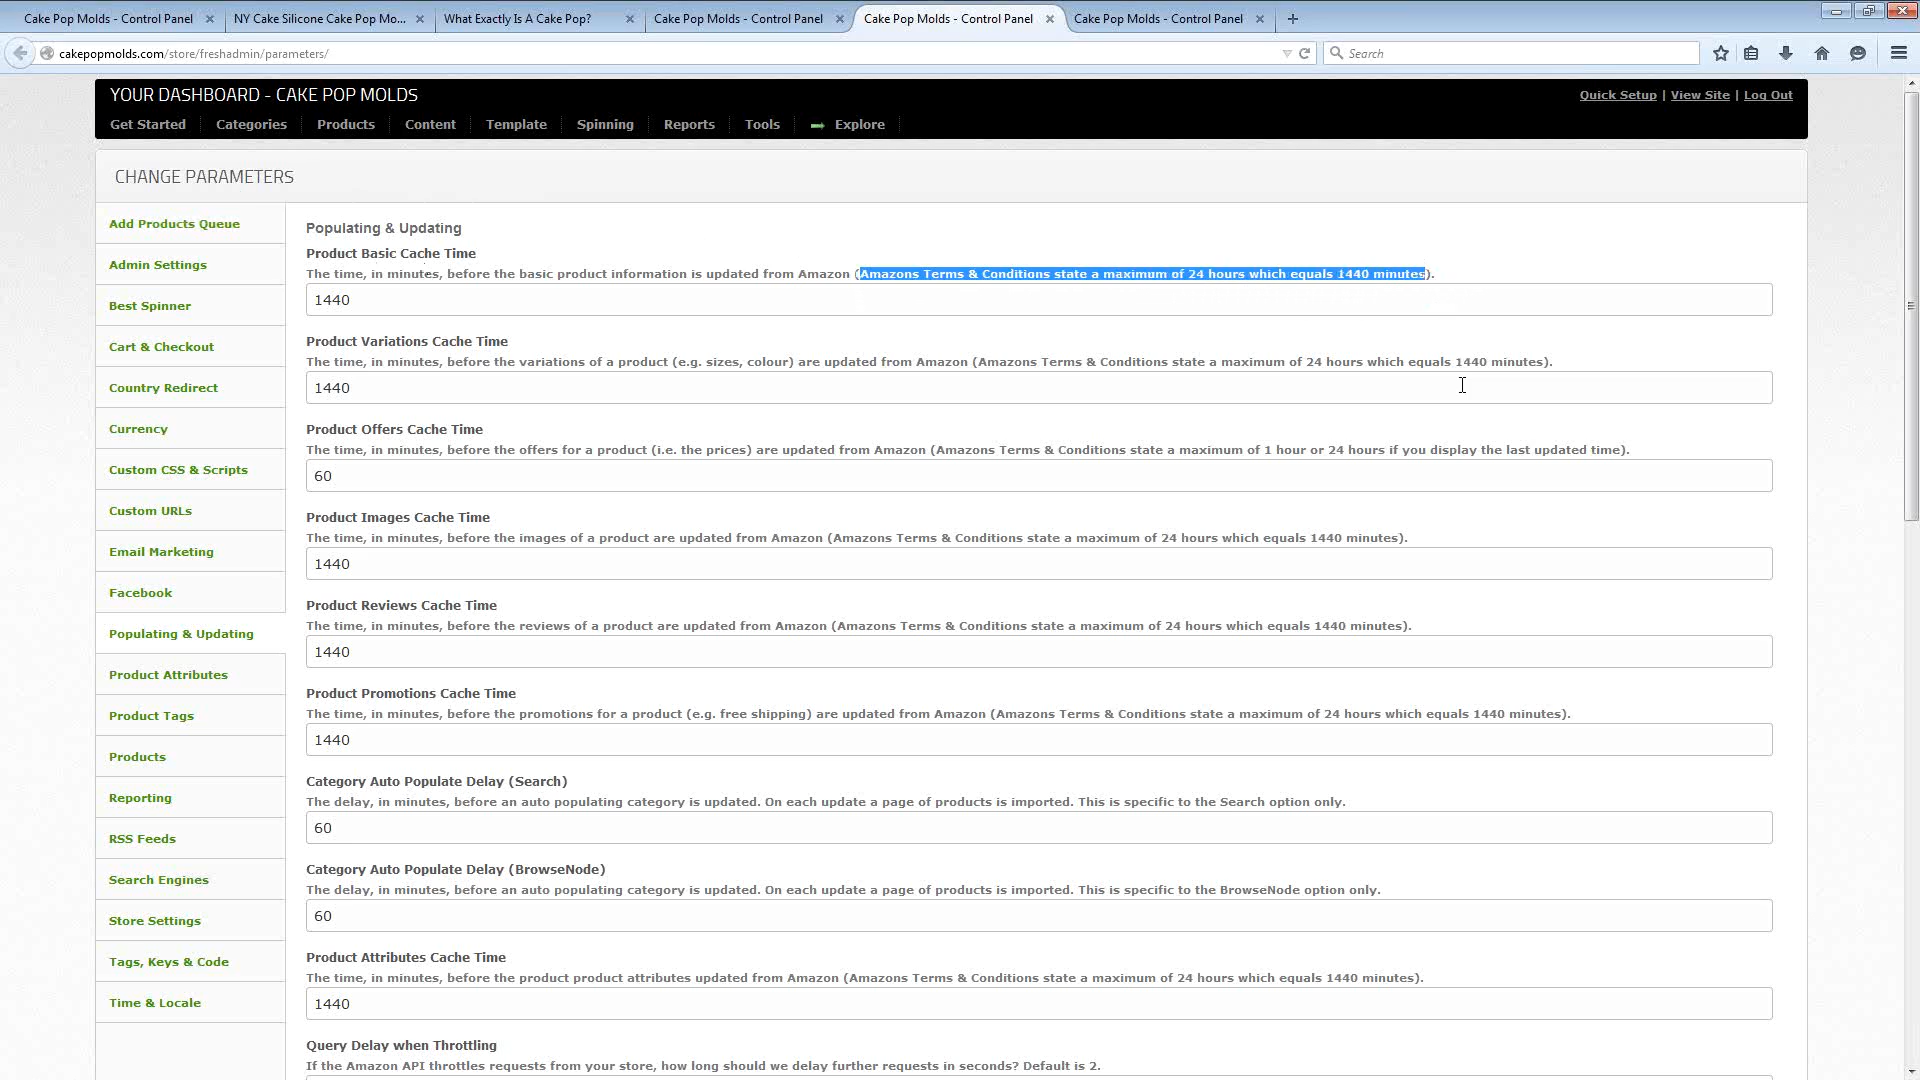 Cake Pop Molds - Control Panel
NY Cake Silicone Cake Pop Mo...
What Exactly Is A Cake Pop?
Cake Pop Molds - Control Panel
Cake Pop Molds - Control Panel
Cake Pop Molds - Control Panel
cakepopmolds.com/store/freshadmin/parameters/
Search
YOUR DASHBOARD - CAKE POP MOLDS
Quick Setup | View Site | Log Out
Get Started Categories Products Content Template Spinning Reports Tools Explore
CHANGE PARAMETERS
Add Products Queue
Admin Settings
Best Spinner
Cart & Checkout
Country Redirect
Currency
Custom CSS & Scripts
Custom URLs
Email Marketing
Facebook
Populating & Updating
Product Attributes
Product Tags
Products
Reporting
RSS Feeds
Search Engines
Store Settings
Tags, Keys & Code
Time & Locale
Populating & Updating
Product Basic Cache Time
The time, in minutes, before the basic product information is updated from Amazon (Amazons Terms & Conditions state a maximum of 24 hours which equals 1440 minutes).
1440
Product Variations Cache Time
The time, in minutes, before the variations of a product (e.g. sizes, colour) are updated from Amazon (Amazons Terms & Conditions state a maximum of 24 hours which equals 1440 minutes).
1440
Product Offers Cache Time
The time, in minutes, before the offers for a product (i.e. the prices) are updated from Amazon (Amazons Terms & Conditions state a maximum of 1 hour or 24 hours if you display the last updated time).
60
Product Images Cache Time
The time, in minutes, before the images of a product are updated from Amazon (Amazons Terms & Conditions state a maximum of 24 hours which equals 1440 minutes).
1440
Product Reviews Cache Time
The time, in minutes, before the reviews of a product are updated from Amazon (Amazons Terms & Conditions state a maximum of 24 hours which equals 1440 minutes).
1440
Product Promotions Cache Time
The time, in minutes, before the promotions for a product (e.g. free shipping) are updated from Amazon (Amazons Terms & Conditions state a maximum of 24 hours which equals 1440 minutes).
1440
Category Auto Populate Delay (Search)
The delay, in minutes, before an auto populating category is updated. On each update a page of products is imported. This is specific to the Search option only.
60
Category Auto Populate Delay (BrowseNode)
The delay, in minutes, before an auto populating category is updated. On each update a page of products is imported. This is specific to the BrowseNode option only.
60
Product Attributes Cache Time
The time, in minutes, before the product product attributes updated from Amazon (Amazons Terms & Conditions state a maximum of 24 hours which equals 1440 minutes).
1440
Query Delay when Throttling
If the Amazon API throttles requests from your store, how long should we delay further requests in seconds? Default is 2.